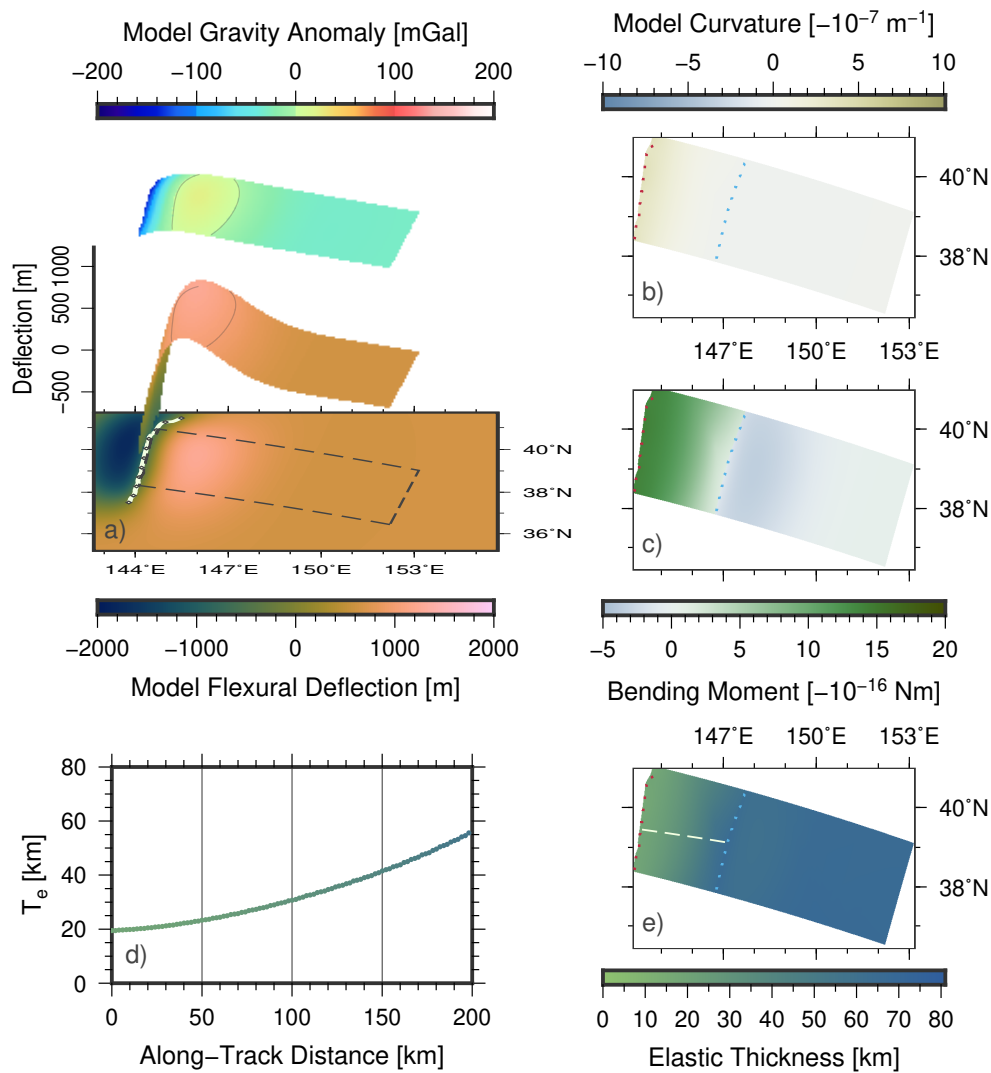 Model Gravity Anomaly [mGal]
−200 −100 0 100 200
Deflection [m]
1000
500
0
−500
a)
40˚N
38˚N
36˚N
144˚E 147˚E 150˚E 153˚E
−2000 −1000 0 1000 2000
Model Flexural Deflection [m]
Model Curvature [−10⁻⁷ m⁻¹]
−10 −5 0 5 10
40˚N
38˚N
b)
147˚E 150˚E 153˚E
40˚N
38˚N
c)
−5 0 5 10 15 20
Bending Moment [−10⁻¹⁶ Nm]
80
60
40
20
0
Tₑ [km]
d)
0 50 100 150 200
Along−Track Distance [km]
147˚E 150˚E 153˚E
40˚N
38˚N
e)
0 10 20 30 40 50 60 70 80
Elastic Thickness [km]